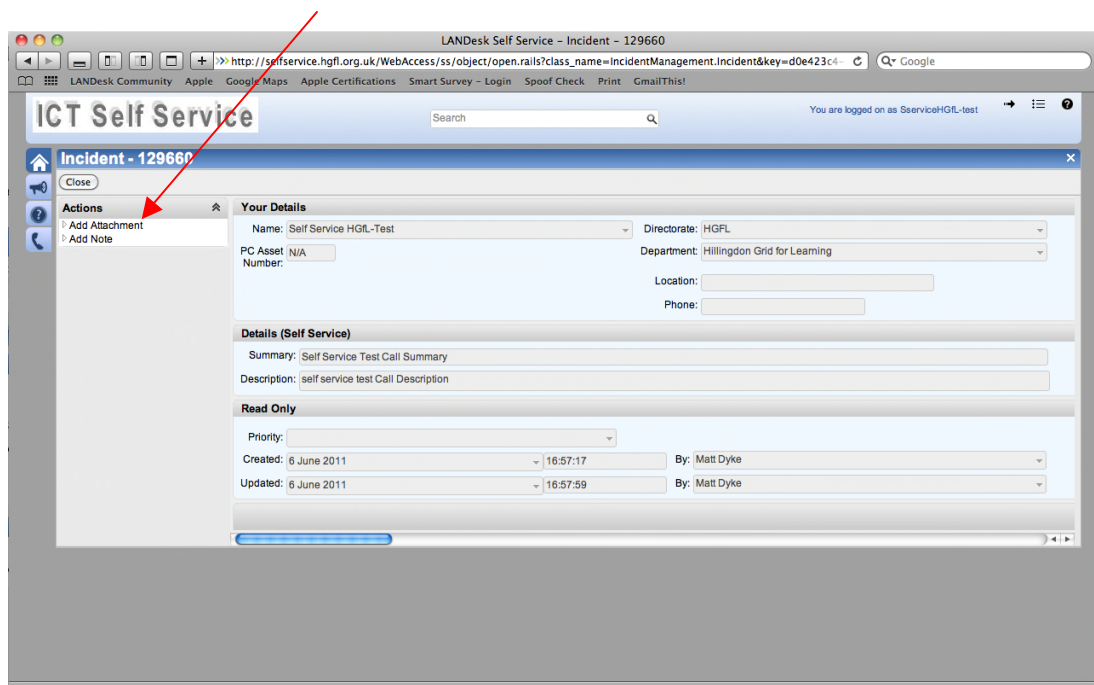 LANDesk Self Service – Incident – 129660
http://selfservice.hgfl.org.uk/WebAccess/ss/object/open.rails?class_name=IncidentManagement.Incident&key=d0e423c4- Google
LANDesk Community Apple Google Maps Apple Certifications Smart Survey – Login Spoof Check Print GmailThis!
ICT Self Service
Search
You are logged on as SserviceHGfL-test
Incident - 129660
Close
Actions
Add Attachment
Add Note
Your Details
Name: Self Service HGfL-Test
Directorate: HGFL
PC Asset Number: N/A
Department: Hillingdon Grid for Learning
Location:
Phone:
Details (Self Service)
Summary: Self Service Test Call Summary
Description: self service test Call Description
Read Only
Priority:
Created: 6 June 2011 16:57:17 By: Matt Dyke
Updated: 6 June 2011 16:57:59 By: Matt Dyke